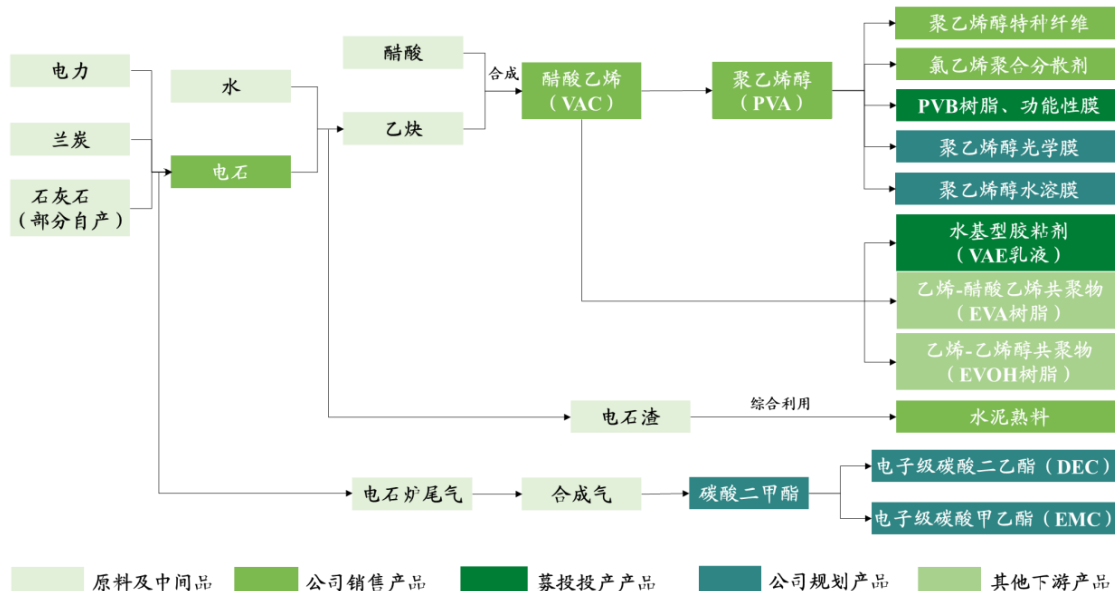 聚乙烯醇特种纤维
醋酸
电力
合成
氯乙烯聚合分散剂
水
醋酸乙烯
（VAC）
聚乙烯醇
（PVA）
PVB树脂、功能性膜
兰炭
乙炔
聚乙烯醇光学膜
电石
石灰石
（部分自产）
聚乙烯醇水溶膜
水基型胶粘剂
（VAE乳液）
乙烯-醋酸乙烯共聚物
（EVA树脂）
乙烯-乙烯醇共聚物
（EVOH树脂）
电石渣
综合利用
水泥熟料
电子级碳酸二乙酯（DEC）
电石炉尾气
合成气
碳酸二甲酯
电子级碳酸甲乙酯（EMC）
原料及中间品
公司销售产品
募投投产产品
公司规划产品
其他下游产品